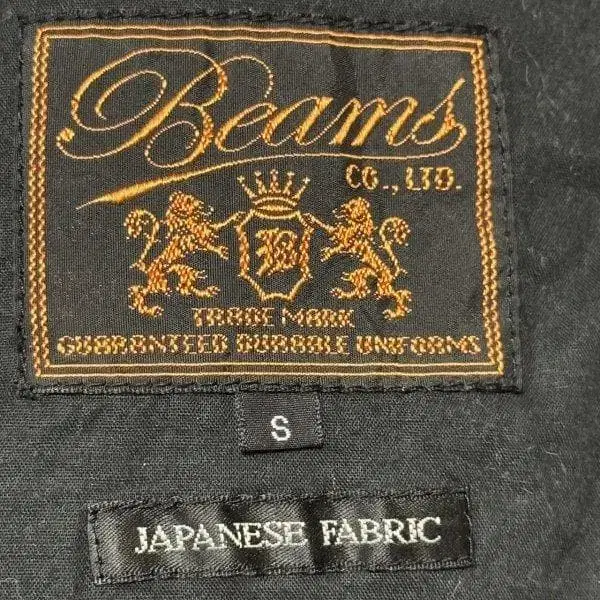 Beams
CO., LTD.
B
TRADE MARK
GUARANTEED DURABLE UNIFORMS
S
JAPANESE FABRIC